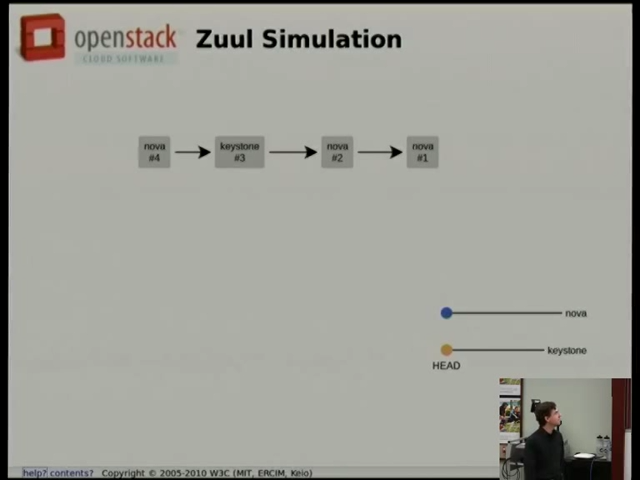 openstack
CLOUD SOFTWARE
Zuul Simulation
nova
#4
keystone
#3
nova
#2
nova
#1
nova
keystone
HEAD
help? contents? Copyright © 2005-2010 W3C (MIT, ERCIM, Keio)